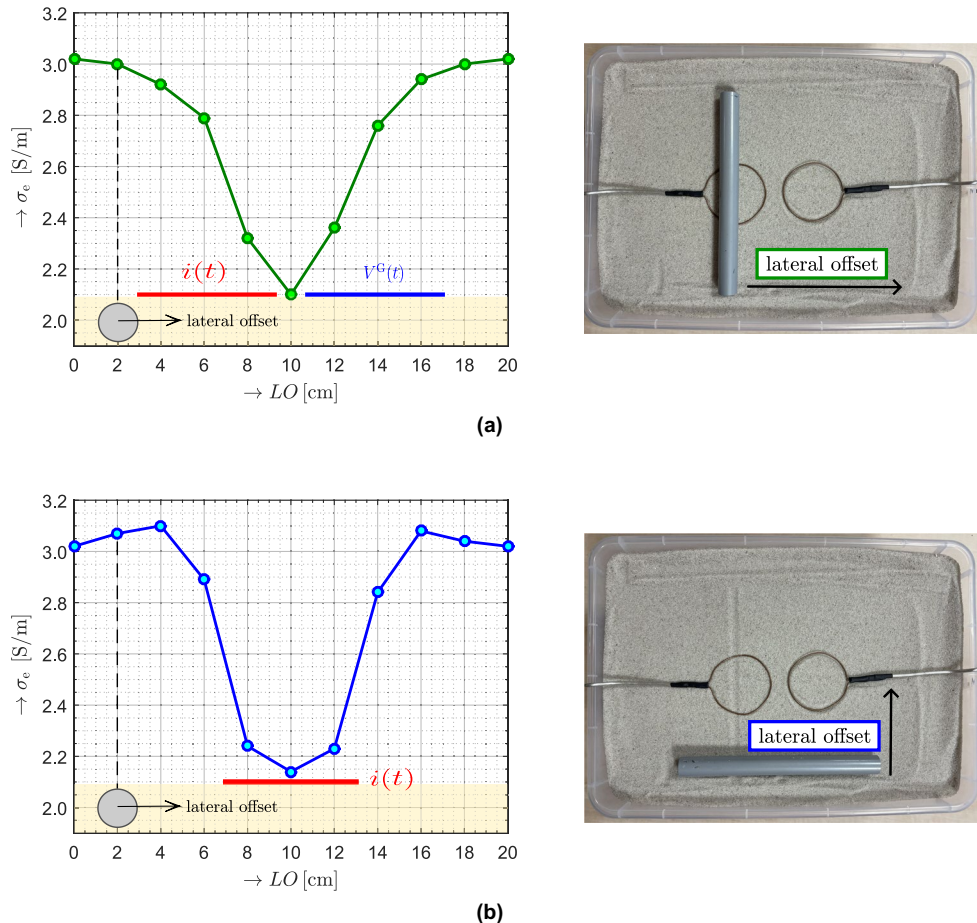 3.2
3.0
2.8
2.6
2.4
2.2
2.0
→ σe [S/m]
i(t)
V^G(t)
lateral offset
0 2 4 6 8 10 12 14 16 18 20
→ LO [cm]
lateral offset
(a)
3.2
3.0
2.8
2.6
2.4
2.2
2.0
→ σe [S/m]
i(t)
lateral offset
0 2 4 6 8 10 12 14 16 18 20
→ LO [cm]
lateral offset
(b)